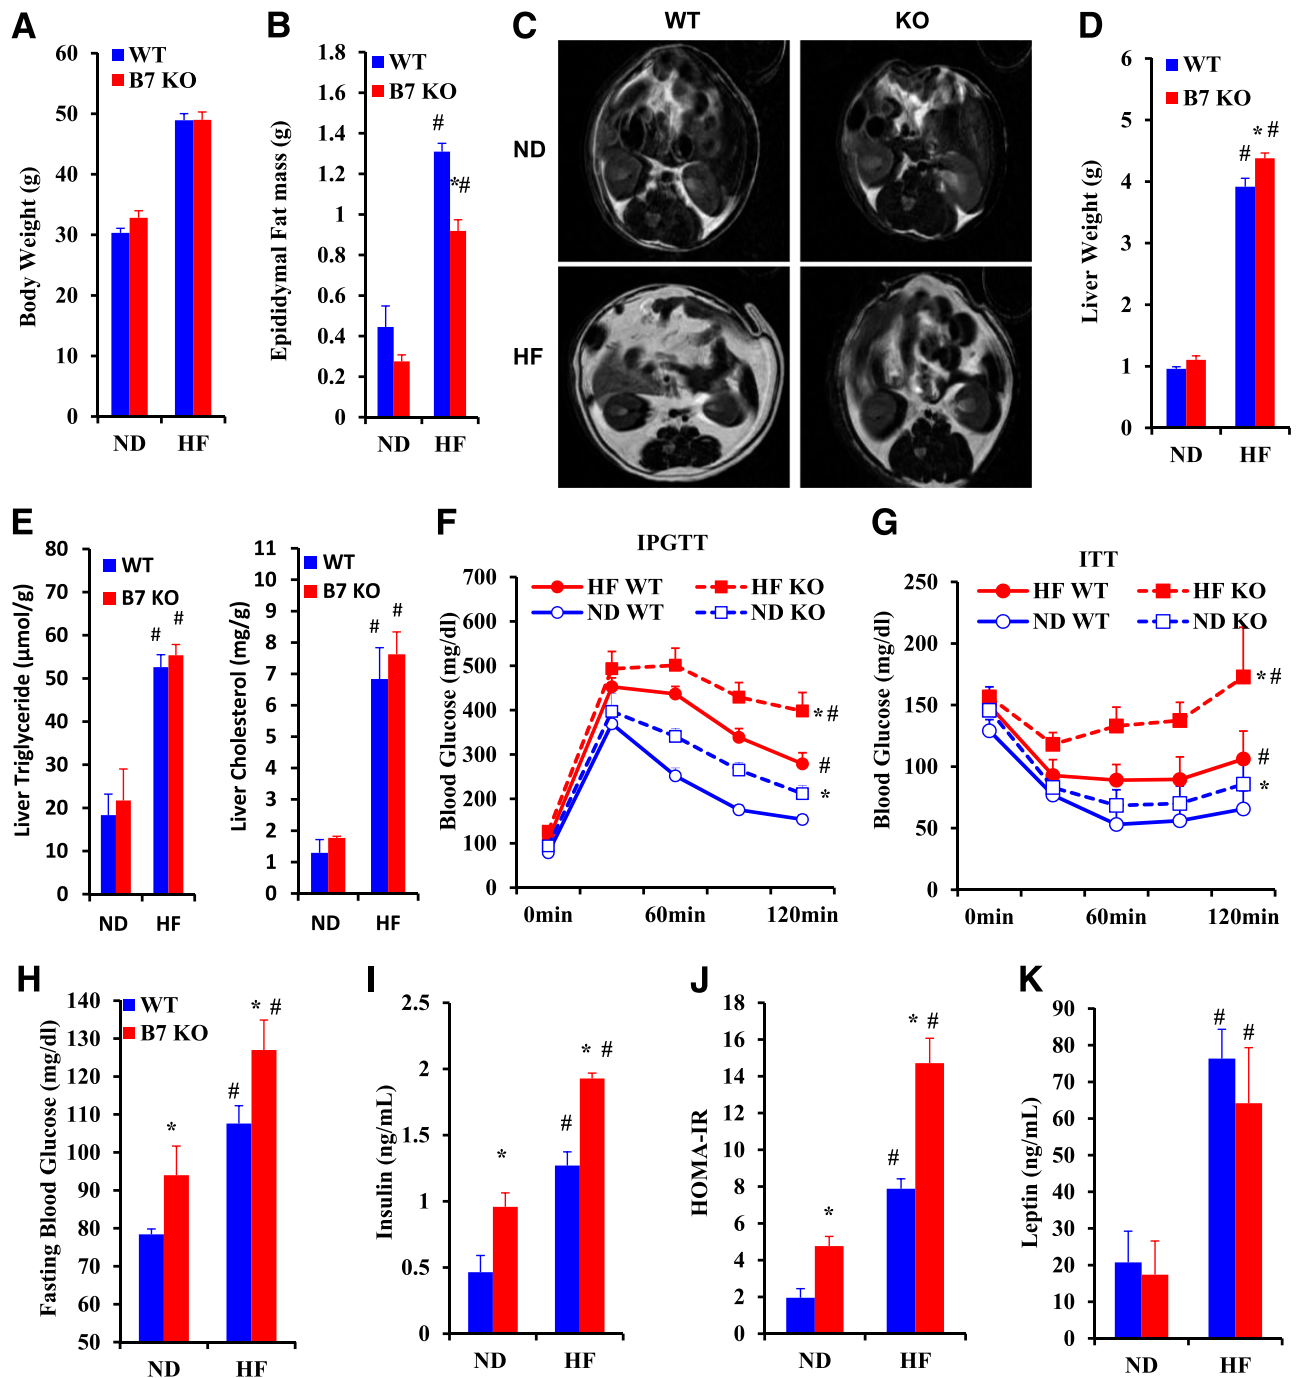 A
60
50
40
30
20
10
0
Body Weight (g)
WT
B7 KO
ND HF
B
1.8
1.6
1.4
1.2
1
0.8
0.6
0.4
0.2
0
Epididymal Fat mass (g)
WT
B7 KO
#
*#
ND HF
C
WT KO
ND
HF
D
6
5
4
3
2
1
0
Liver Weight (g)
WT
B7 KO
* #
#
ND HF
E
80
70
60
50
40
30
20
10
0
Liver Triglyceride (µmol/g)
WT
B7 KO
# #
ND HF
11
10
9
8
7
6
5
4
3
2
1
0
Liver Cholesterol (mg/g)
WT
B7 KO
# #
ND HF
F
IPGTT
700
600
500
400
300
200
100
0
Blood Glucose (mg/dl)
HF WT HF KO
ND WT ND KO
*#
#
*
0min 60min 120min
G
ITT
250
200
150
100
50
0
Blood Glucose (mg/dl)
HF WT HF KO
ND WT ND KO
*#
#
*
0min 60min 120min
H
140
130
120
110
100
90
80
70
60
50
Fasting Blood Glucose (mg/dl)
WT
B7 KO
* #
#
*
ND HF
I
2.5
2
1.5
1
0.5
0
Insulin (ng/mL)
* #
#
*
ND HF
J
18
16
14
12
10
8
6
4
2
0
HOMA-IR
* #
#
*
ND HF
K
90
80
70
60
50
40
30
20
10
0
Leptin (ng/mL)
# #
ND HF